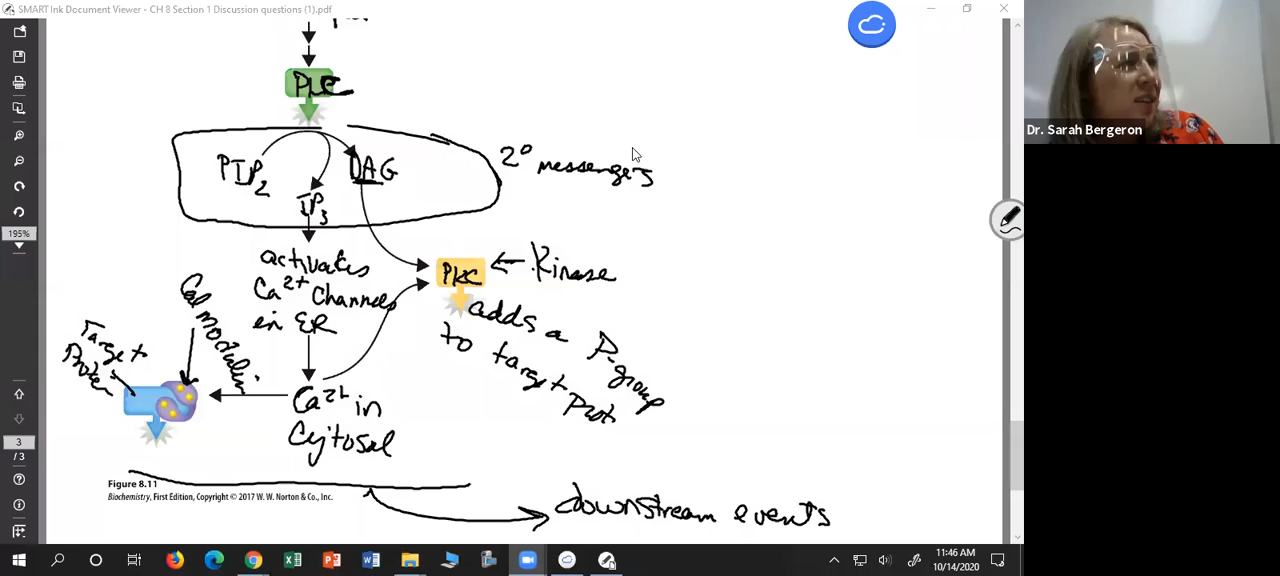 SMART Ink Document Viewer - CH 8 Section 1 Discussion questions (1).pdf
PLC
PIP2
DAG
IP3
2° messengers
activates
Ca2+ Channels
in ER
PKC ← Kinase
adds a P-group
to target Prot
Calmodulin
Target
Protein
Ca2+ in
Cytosol
Figure 8.11
Biochemistry, First Edition, Copyright © 2017 W. W. Norton & Co., Inc.
downstream events
Dr. Sarah Bergeron
195%
3
/ 3
11:46 AM
10/14/2020